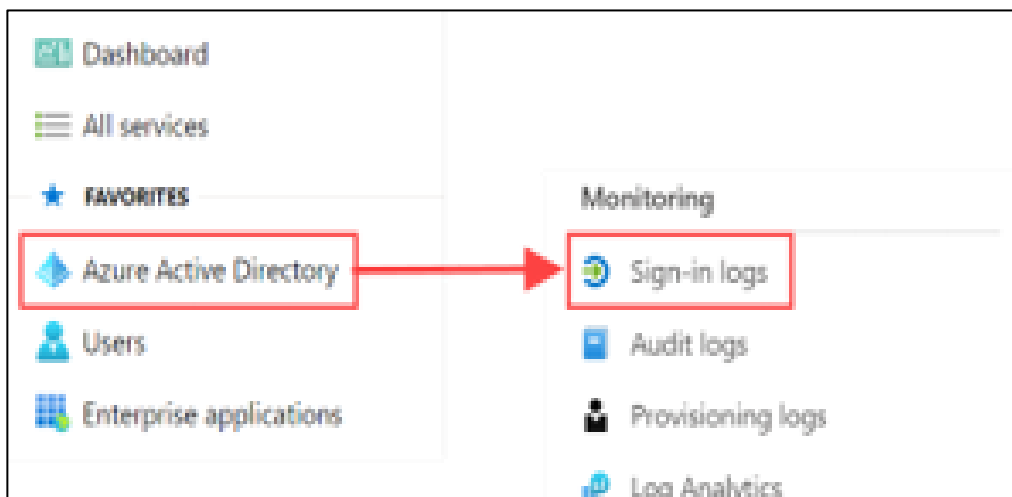 Dashboard
All services
FAVORITES
Azure Active Directory
Users
Enterprise applications
Monitoring
Sign-in logs
Audit logs
Provisioning logs
Log Analytics